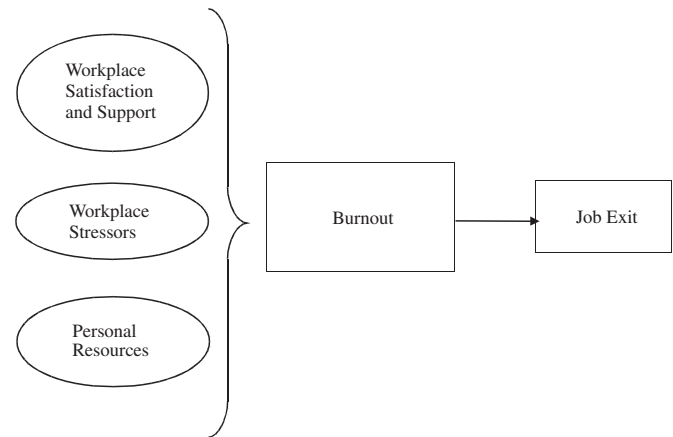 Workplace
Satisfaction
and Support
Workplace
Stressors
Personal
Resources
Burnout
Job Exit